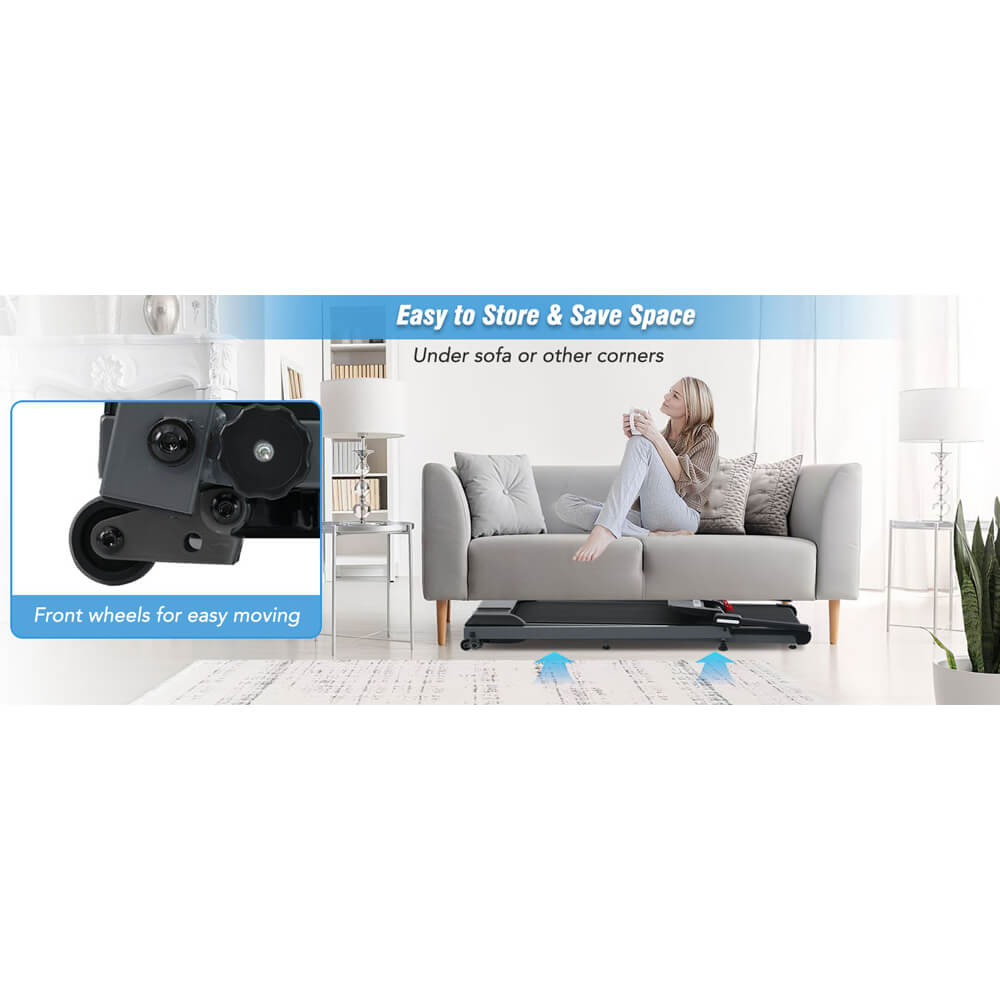 Easy to Store & Save Space
Under sofa or other corners
Front wheels for easy moving